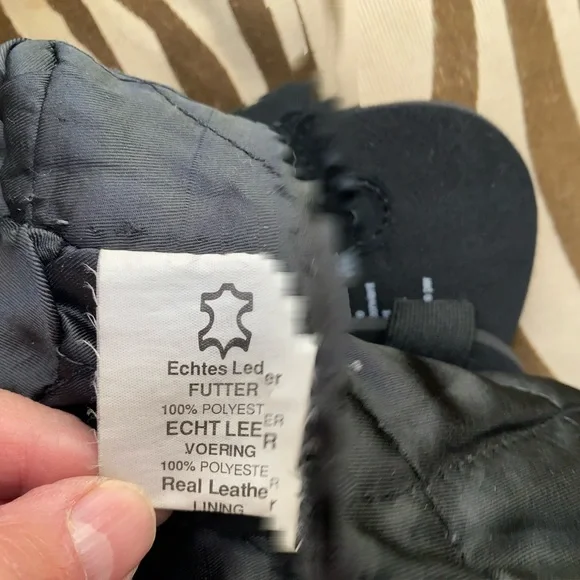 Echtes Leder
FUTTER
100% POLYESTER
ECHT LEER
VOERING
100% POLYESTER
Real Leather
LINING